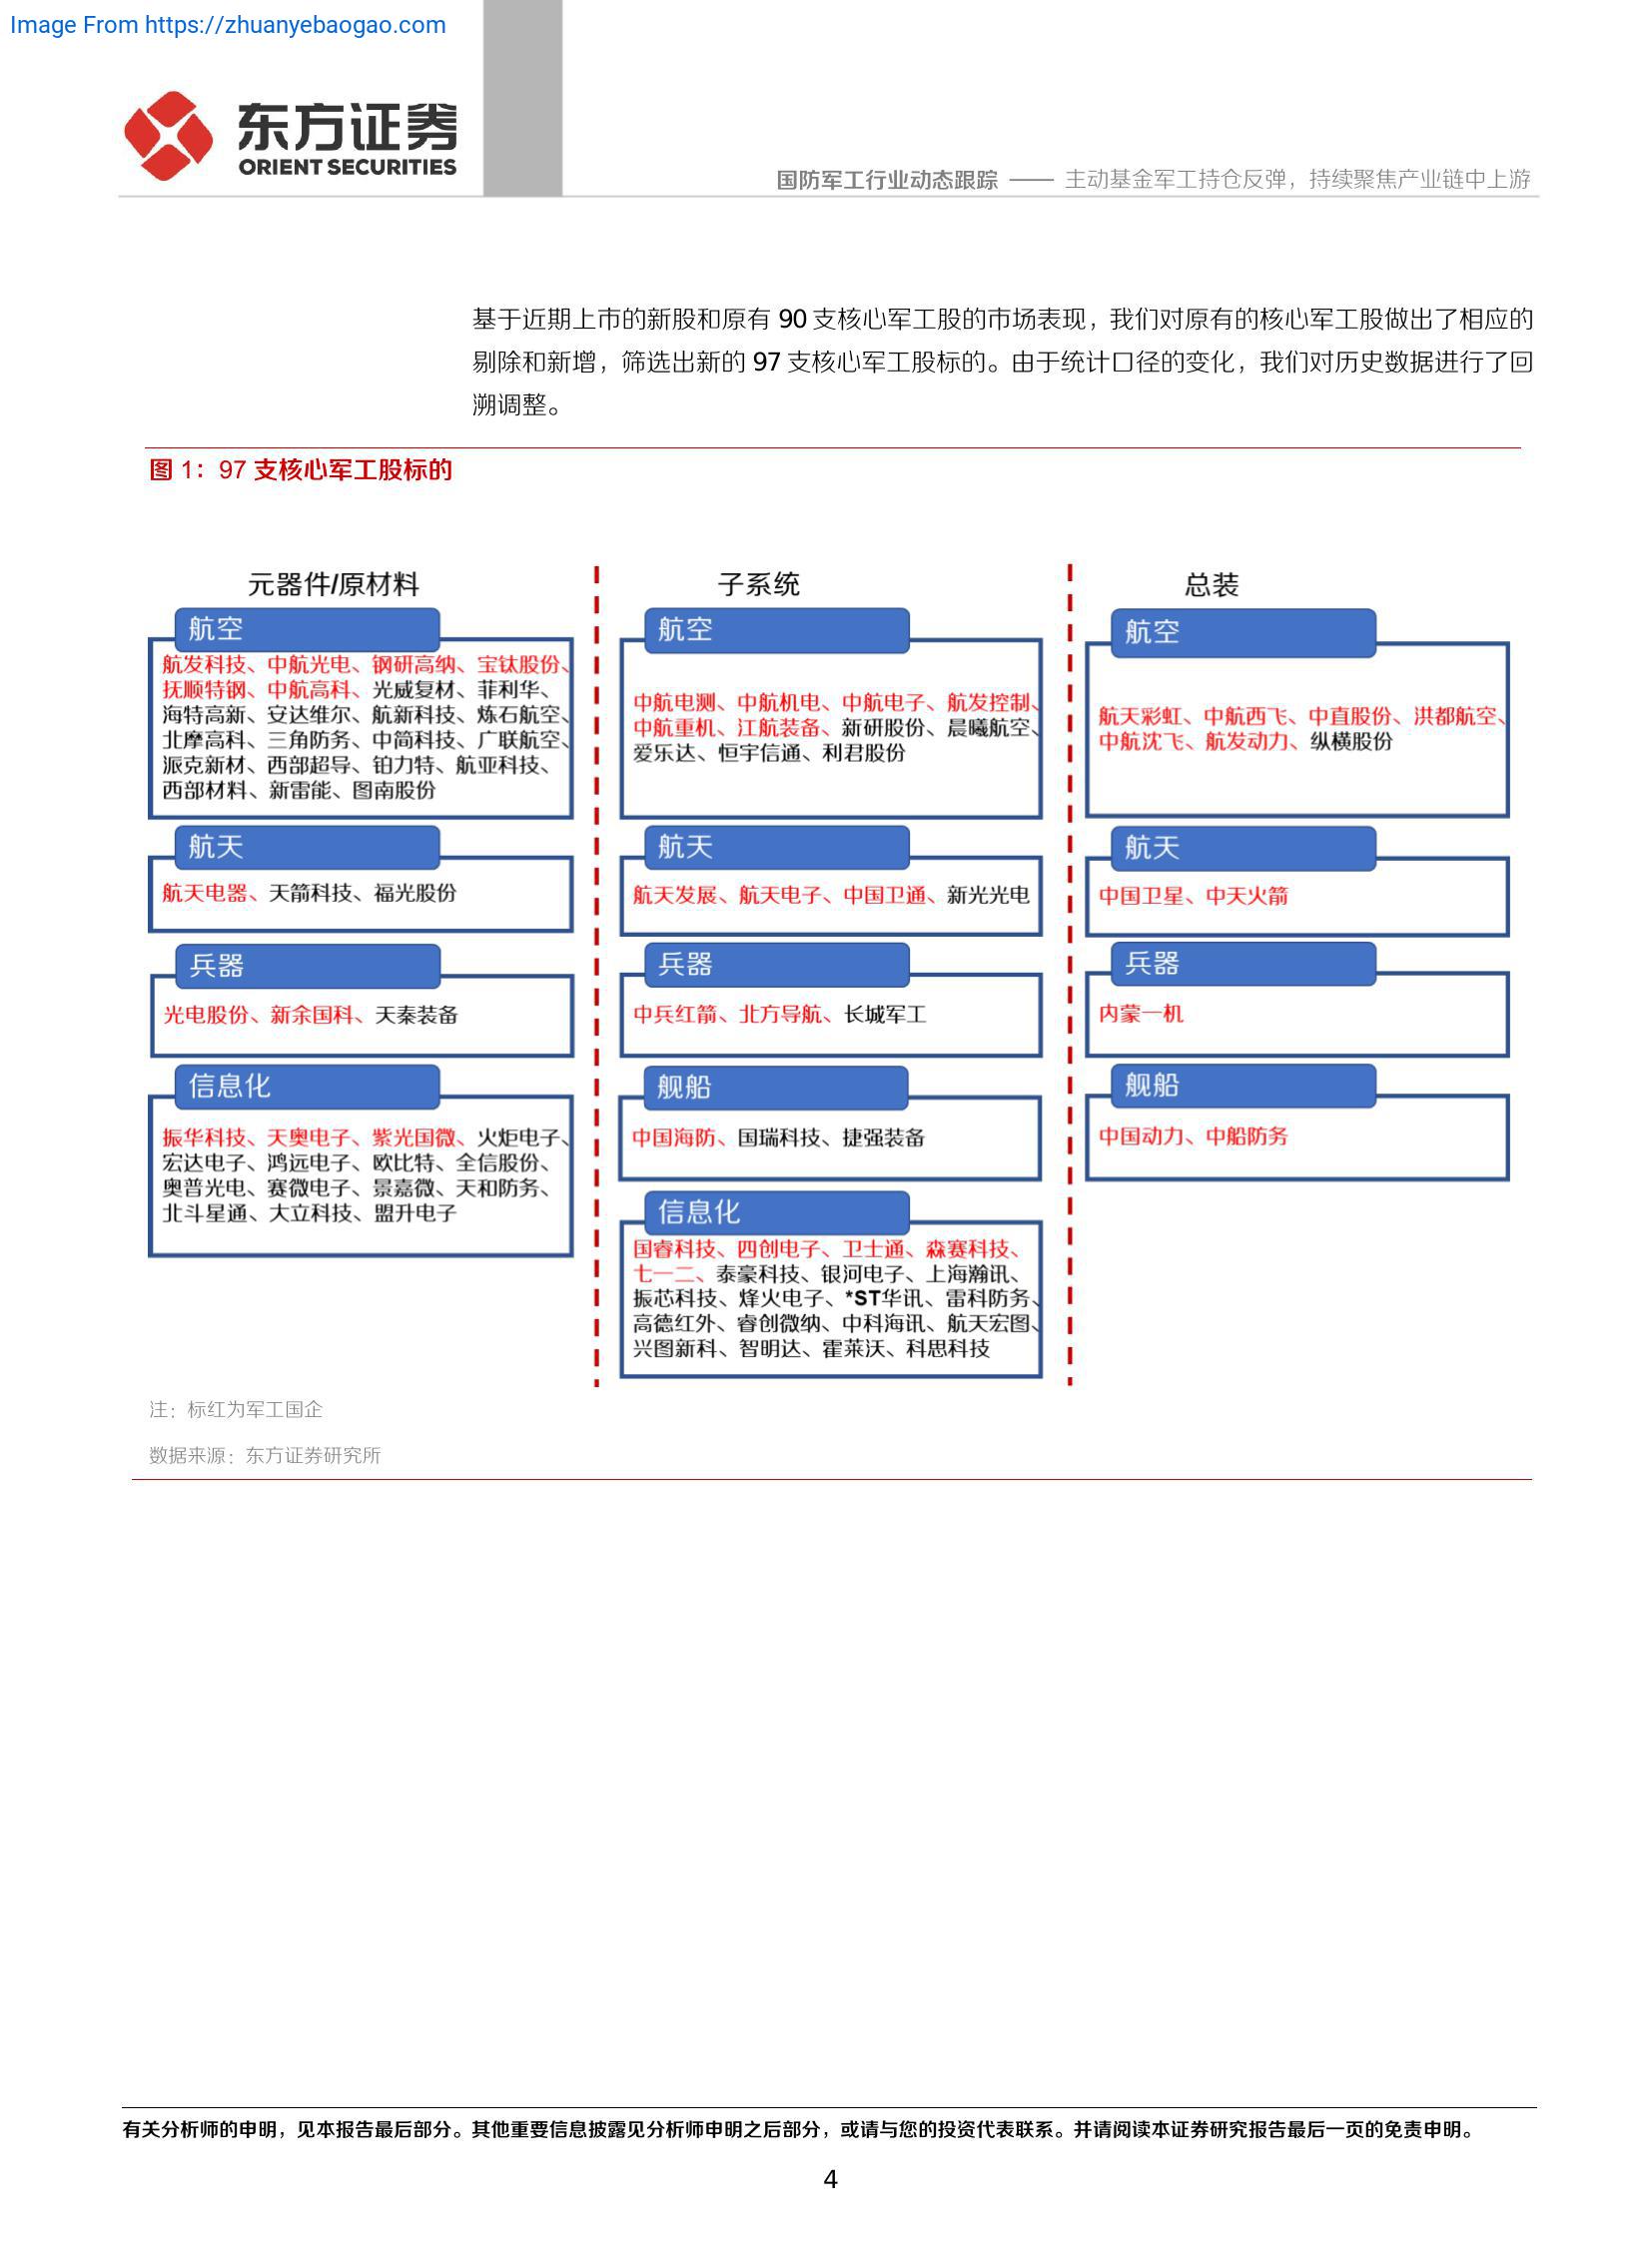 Image From https://zhuanyebaogao.com
东方证券
ORIENT SECURITIES
国防军工行业动态跟踪 —— 主动基金军工持仓反弹，持续聚焦产业链中上游
基于近期上市的新股和原有 90 支核心军工股的市场表现，我们对原有的核心军工股做出了相应的
剔除和新增，筛选出新的 97 支核心军工股标的。由于统计口径的变化，我们对历史数据进行了回
溯调整。
图 1：97 支核心军工股标的
元器件/原材料
航空
航发科技、中航光电、钢研高纳、宝钛股份、
抚顺特钢、中航高科、光威复材、菲利华、
海特高新、安达维尔、航新科技、炼石航空、
北摩高科、三角防务、中简科技、广联航空、
派克新材、西部超导、铂力特、航亚科技、
西部材料、新雷能、图南股份
航天
航天电器、天箭科技、福光股份
兵器
光电股份、新余国科、天秦装备
信息化
振华科技、天奥电子、紫光国微、火炬电子、
宏达电子、鸿远电子、欧比特、全信股份、
奥普光电、赛微电子、景嘉微、天和防务、
北斗星通、大立科技、盟升电子
子系统
航空
中航电测、中航机电、中航电子、航发控制、
中航重机、江航装备、新研股份、晨曦航空、
爱乐达、恒宇信通、利君股份
航天
航天发展、航天电子、中国卫通、新光光电
兵器
中兵红箭、北方导航、长城军工
舰船
中国海防、国瑞科技、捷强装备
信息化
国睿科技、四创电子、卫士通、森赛科技、
七一二、泰豪科技、银河电子、上海瀚讯、
振芯科技、烽火电子、*ST华讯、雷科防务、
高德红外、睿创微纳、中科海讯、航天宏图、
兴图新科、智明达、霍莱沃、科思科技
总装
航空
航天彩虹、中航西飞、中直股份、洪都航空、
中航沈飞、航发动力、纵横股份
航天
中国卫星、中天火箭
兵器
内蒙一机
舰船
中国动力、中船防务
注：标红为军工国企
数据来源：东方证券研究所
有关分析师的申明，见本报告最后部分。其他重要信息披露见分析师申明之后部分，或请与您的投资代表联系。并请阅读本证券研究报告最后一页的免责申明。
4